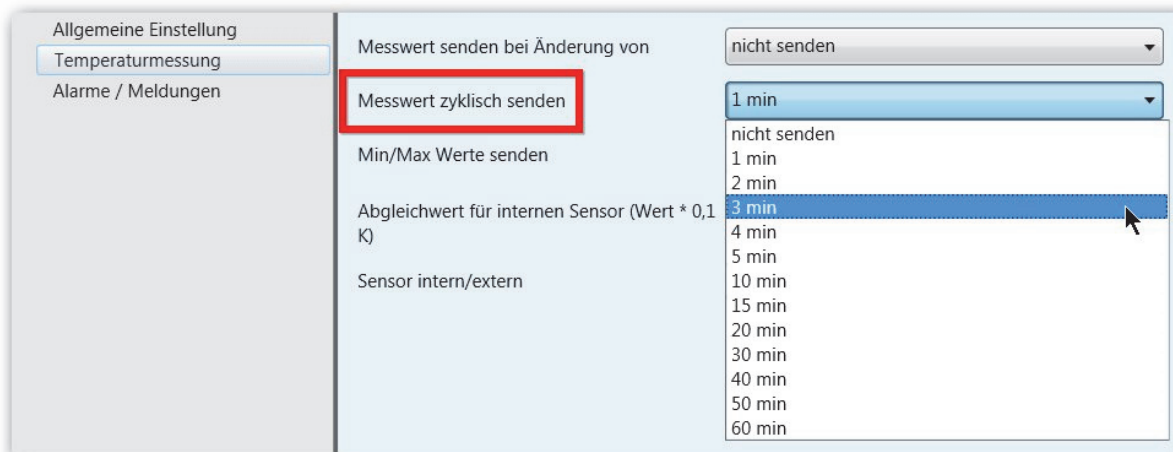 Allgemeine Einstellung
Temperaturmessung
Alarme / Meldungen
Messwert senden bei Änderung von
nicht senden
Messwert zyklisch senden
1 min
Min/Max Werte senden
Abgleichwert für internen Sensor (Wert * 0,1
K)
Sensor intern/extern
nicht senden
1 min
2 min
3 min
4 min
5 min
10 min
15 min
20 min
30 min
40 min
50 min
60 min